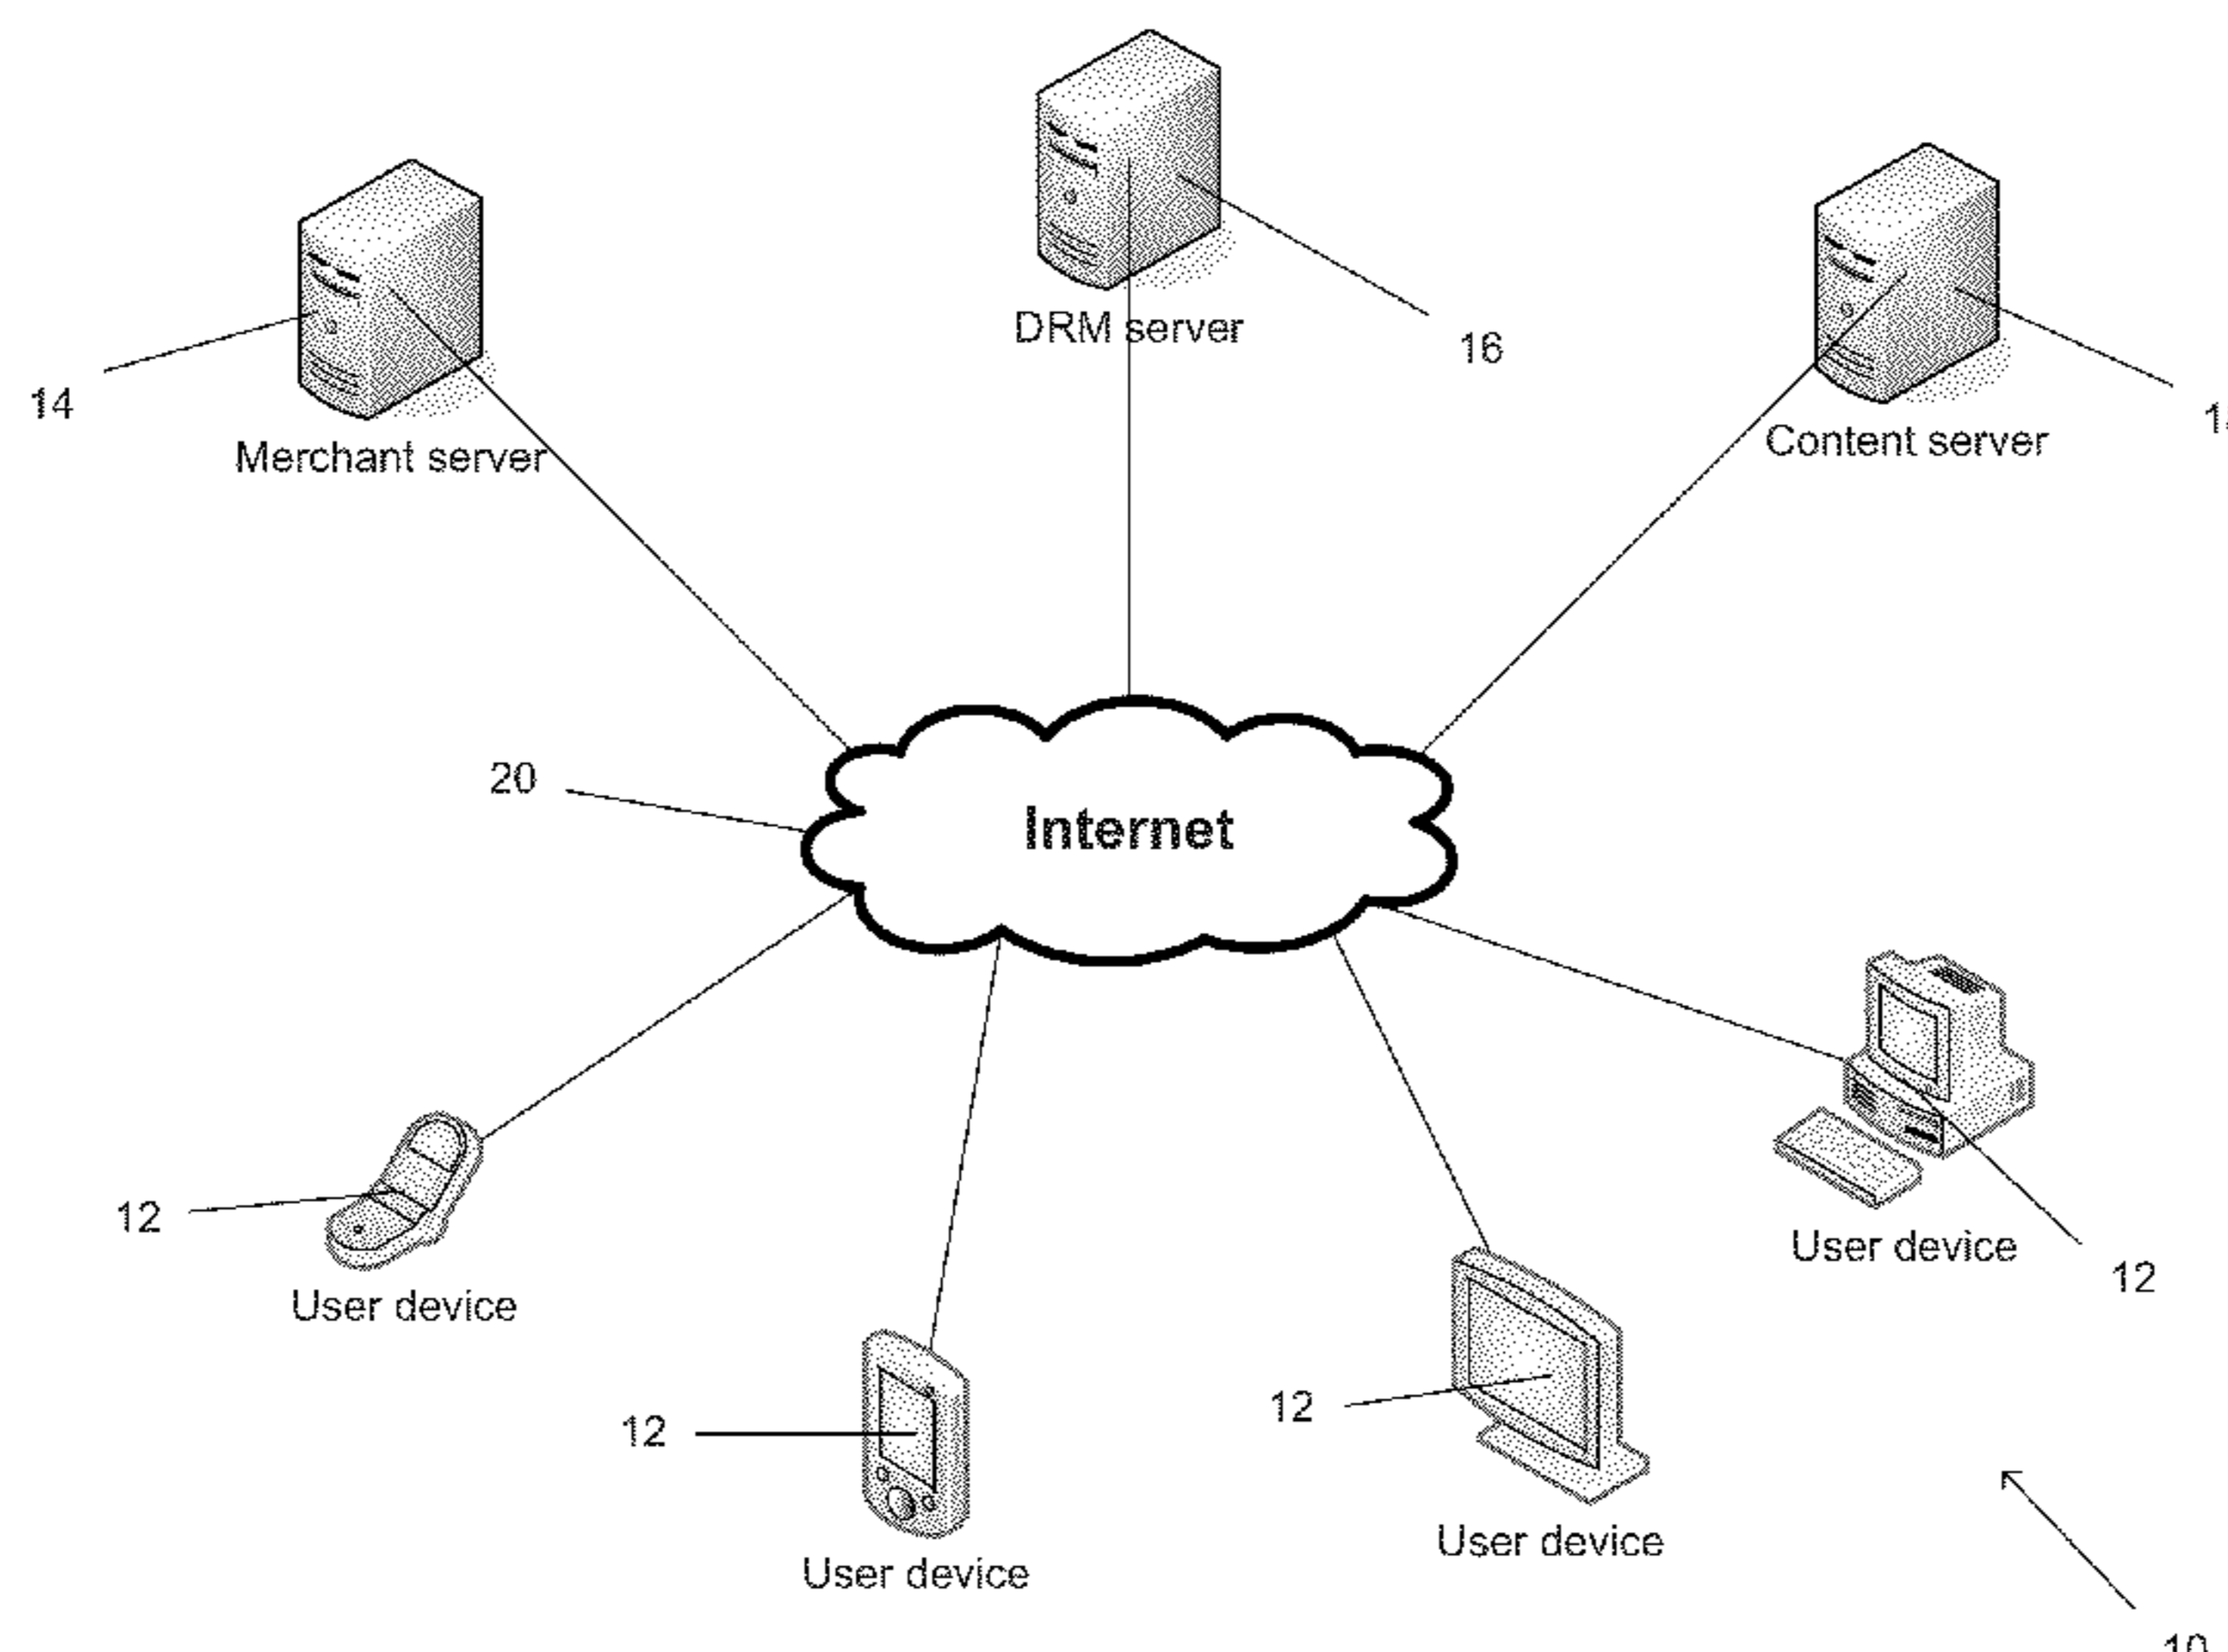 DRM server
16
14
Merchant server
Content server
20
Internet
12
User device
User device
12
12
12
User device
User device